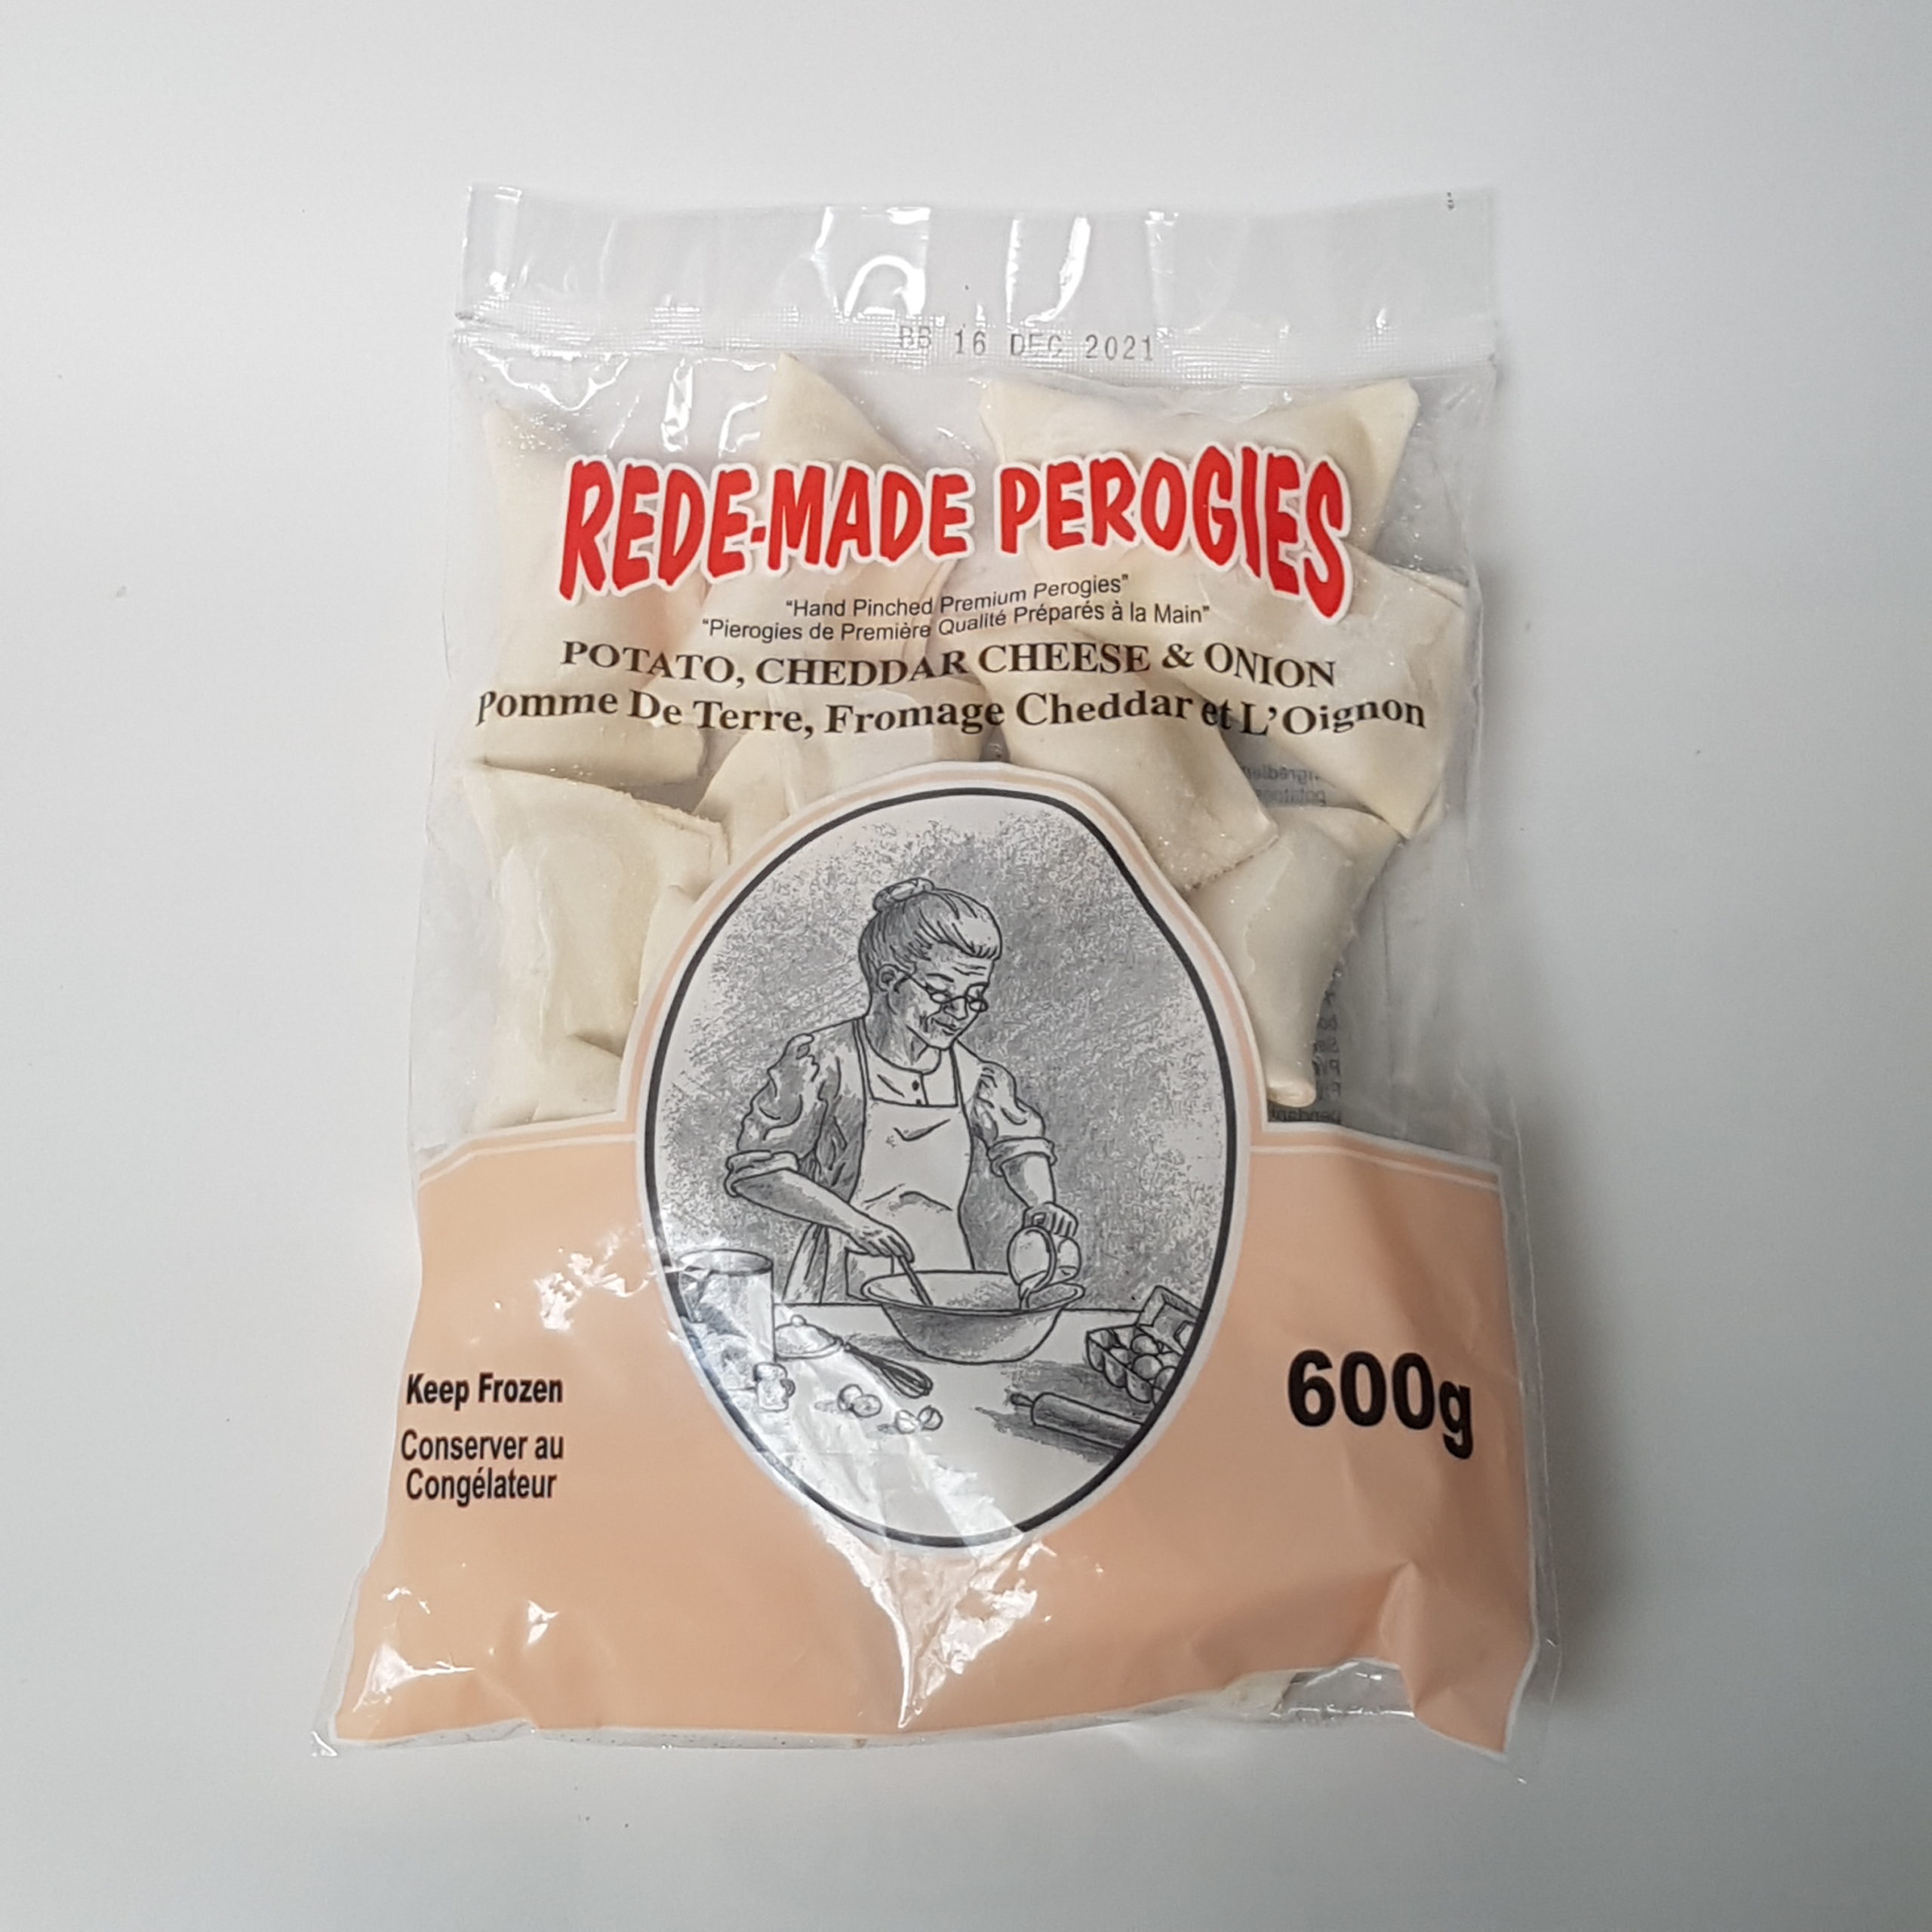 BB 16 DEC 2021
REDE-MADE PEROGIES
"Hand Pinched Premium Perogies"
"Pierogies de Première Qualité Préparés à la Main"
POTATO, CHEDDAR CHEESE & ONION
Pomme De Terre, Fromage Cheddar et L'Oignon
Keep Frozen
Conserver au
Congélateur
600g